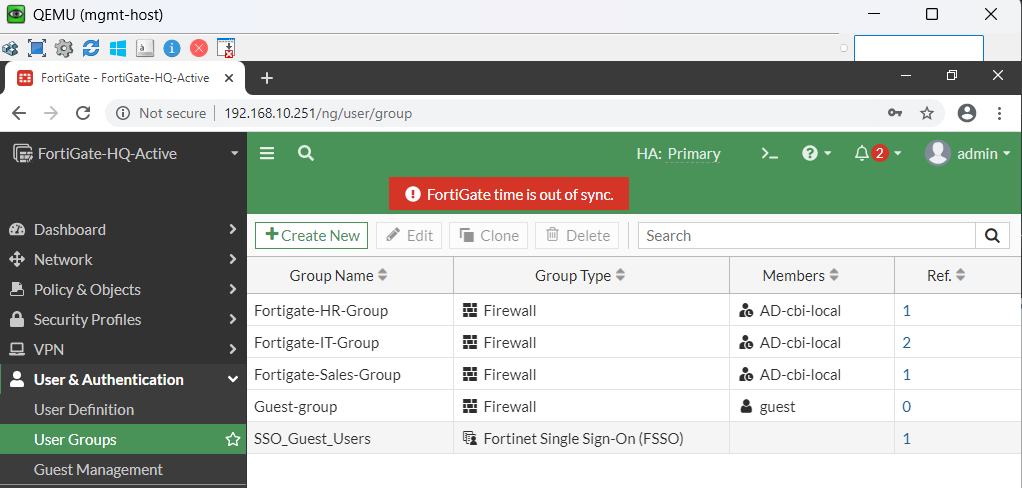 QEMU (mgmt-host)
FortiGate - FortiGate-HQ-Active
Not secure 192.168.10.251/ng/user/group
FortiGate-HQ-Active
HA: Primary
2
admin
FortiGate time is out of sync.
Dashboard
Network
Policy & Objects
Security Profiles
VPN
User & Authentication
User Definition
User Groups
Guest Management
Create New Edit Clone Delete Search
Group Name Group Type Members Ref.
Fortigate-HR-Group Firewall AD-cbi-local 1
Fortigate-IT-Group Firewall AD-cbi-local 2
Fortigate-Sales-Group Firewall AD-cbi-local 1
Guest-group Firewall guest 0
SSO_Guest_Users Fortinet Single Sign-On (FSSO) 1